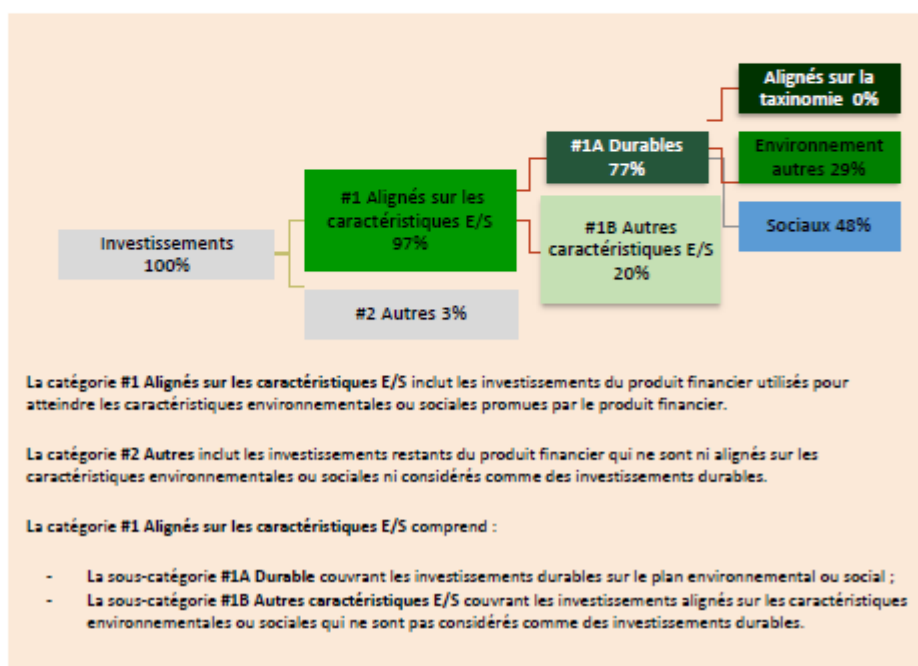 Alignés sur la
taxinomie 0%
#1A Durables
77%
Environnement
autres 29%
#1 Alignés sur les
caractéristiques E/S
97%
#1B Autres
caractéristiques E/S
20%
Sociaux 48%
Investissements
100%
#2 Autres 3%
La catégorie #1 Alignés sur les caractéristiques E/S inclut les investissements du produit financier utilisés pour
atteindre les caractéristiques environnementales ou sociales promues par le produit financier.
La catégorie #2 Autres inclut les investissements restants du produit financier qui ne sont ni alignés sur les
caractéristiques environnementales ou sociales ni considérés comme des investissements durables.
La catégorie #1 Alignés sur les caractéristiques E/S comprend :
- La sous-catégorie #1A Durable couvrant les investissements durables sur le plan environnemental ou social ;
- La sous-catégorie #1B Autres caractéristiques E/S couvrant les investissements alignés sur les caractéristiques
environnementales ou sociales qui ne sont pas considérés comme des investissements durables.